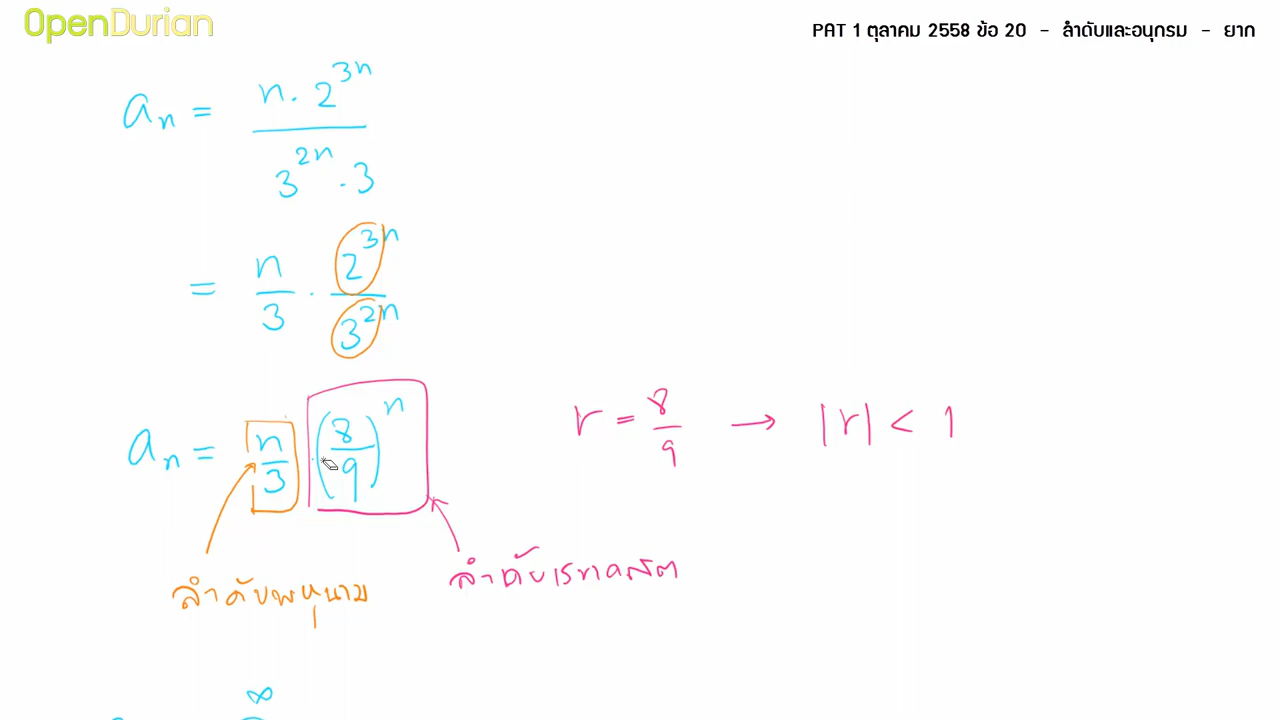 OpenDurian
PAT 1 ตุลาคม 2558 ข้อ 20 - ลำดับและอนุกรม - ยาก
aₙ = n · 2³ⁿ / 3²ⁿ · 3
= n/3 · 2³ⁿ / 3²ⁿ
aₙ = n/3 · (8/9)ⁿ
r = 8/9 → |r| < 1
ลำดับพหุนาม
ลำดับเรขาคณิต
∞